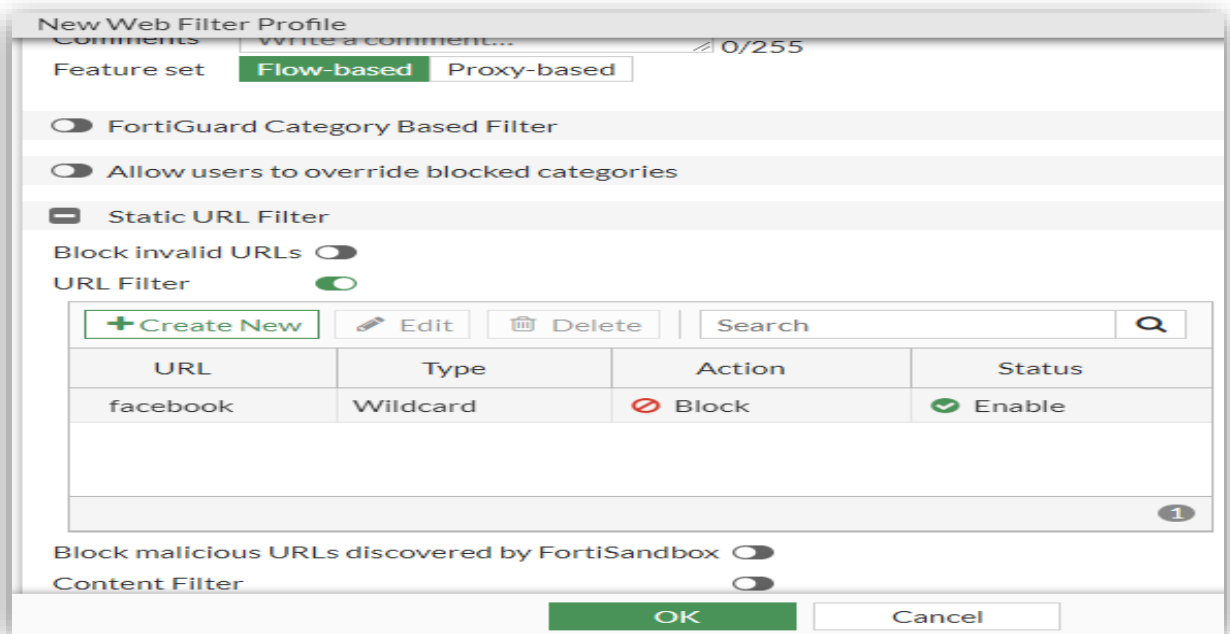 New Web Filter Profile
Comments Write a comment... 0/255
Feature set Flow-based Proxy-based
FortiGuard Category Based Filter
Allow users to override blocked categories
Static URL Filter
Block invalid URLs
URL Filter
Create New Edit Delete Search
URL Type Action Status
facebook Wildcard Block Enable
1
Block malicious URLs discovered by FortiSandbox
Content Filter
OK Cancel